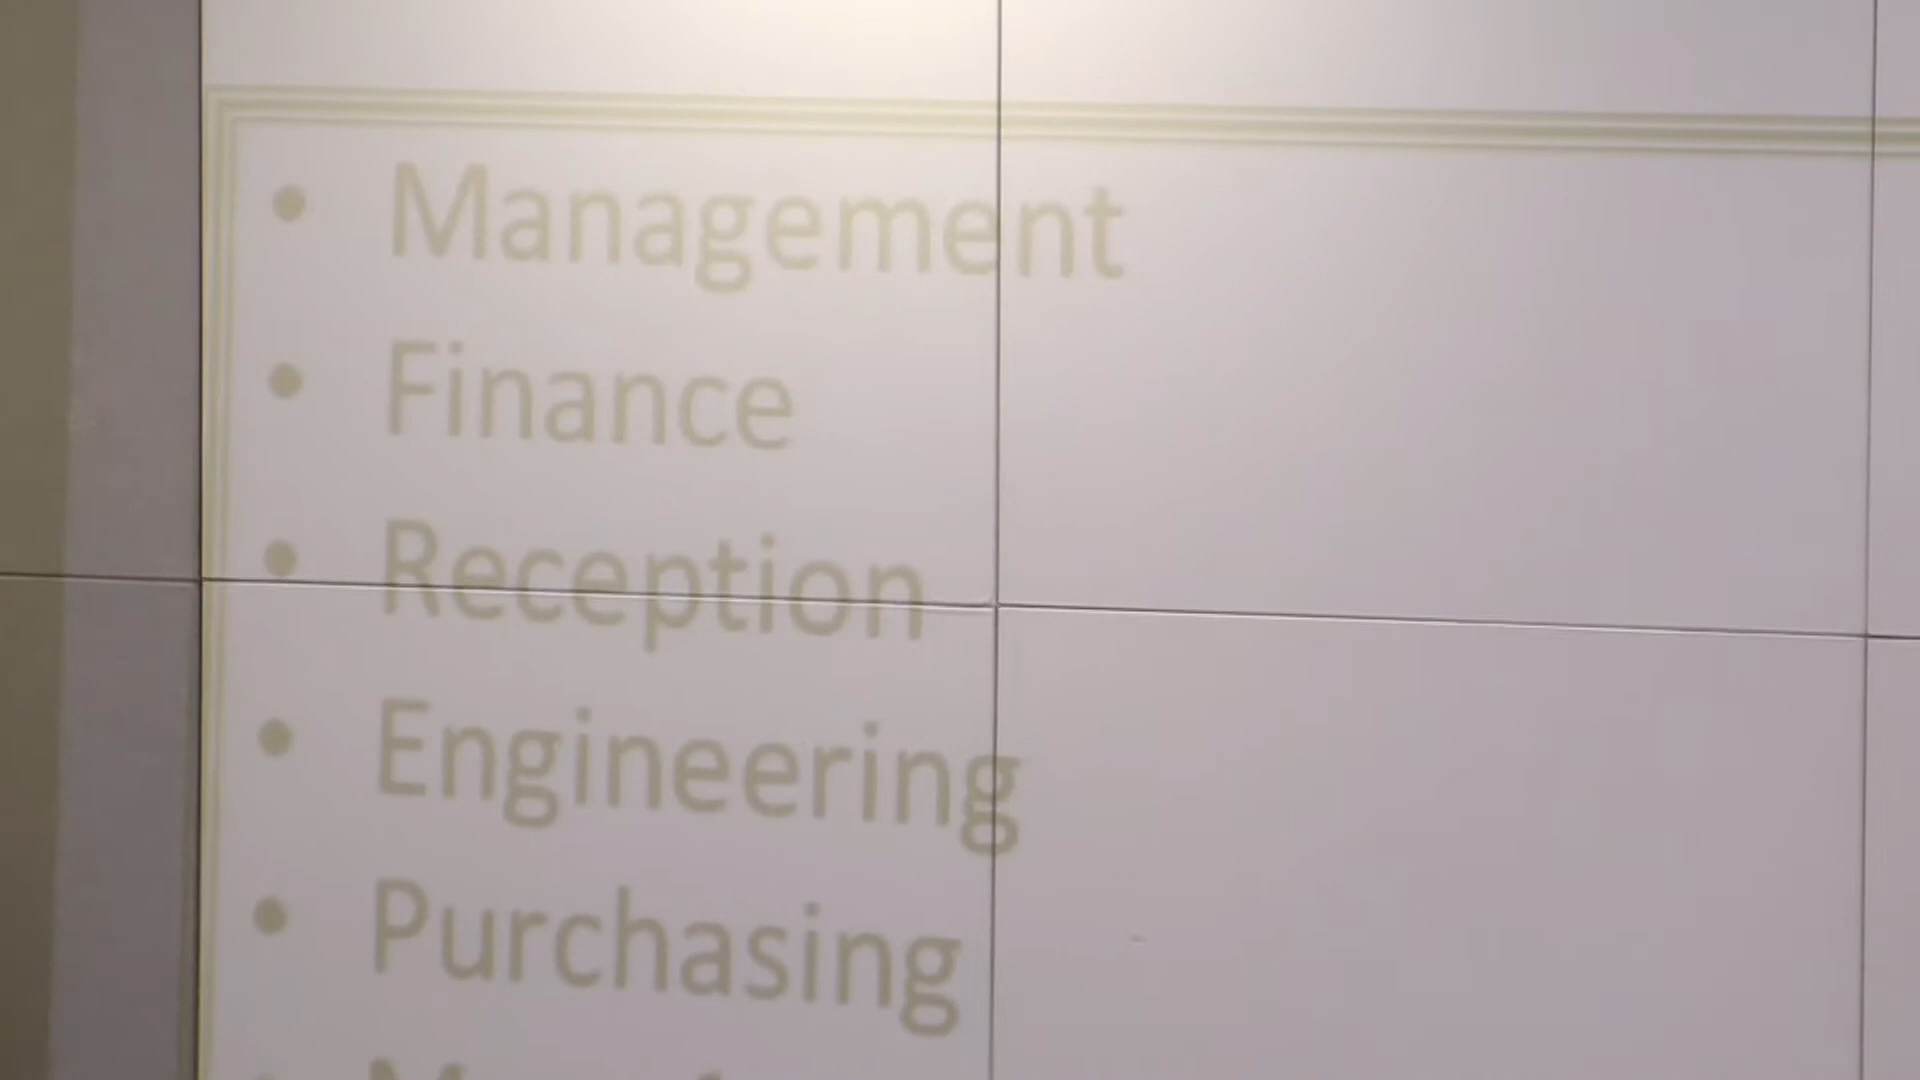 • Management
• Finance
• Reception
• Engineering
• Purchasing